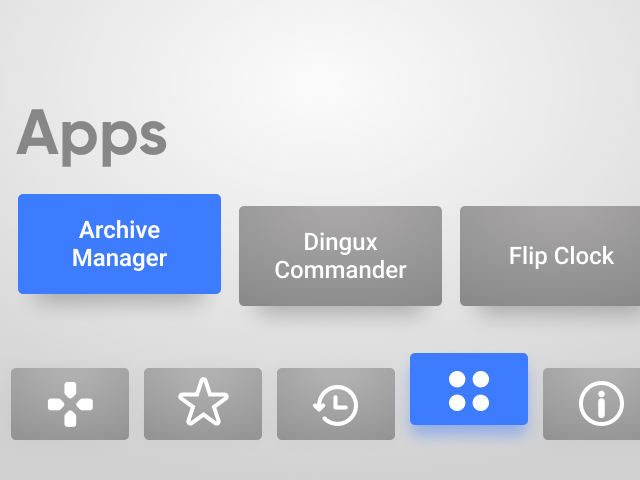 Apps
Archive
Manager
Dingux
Commander
Flip Clock